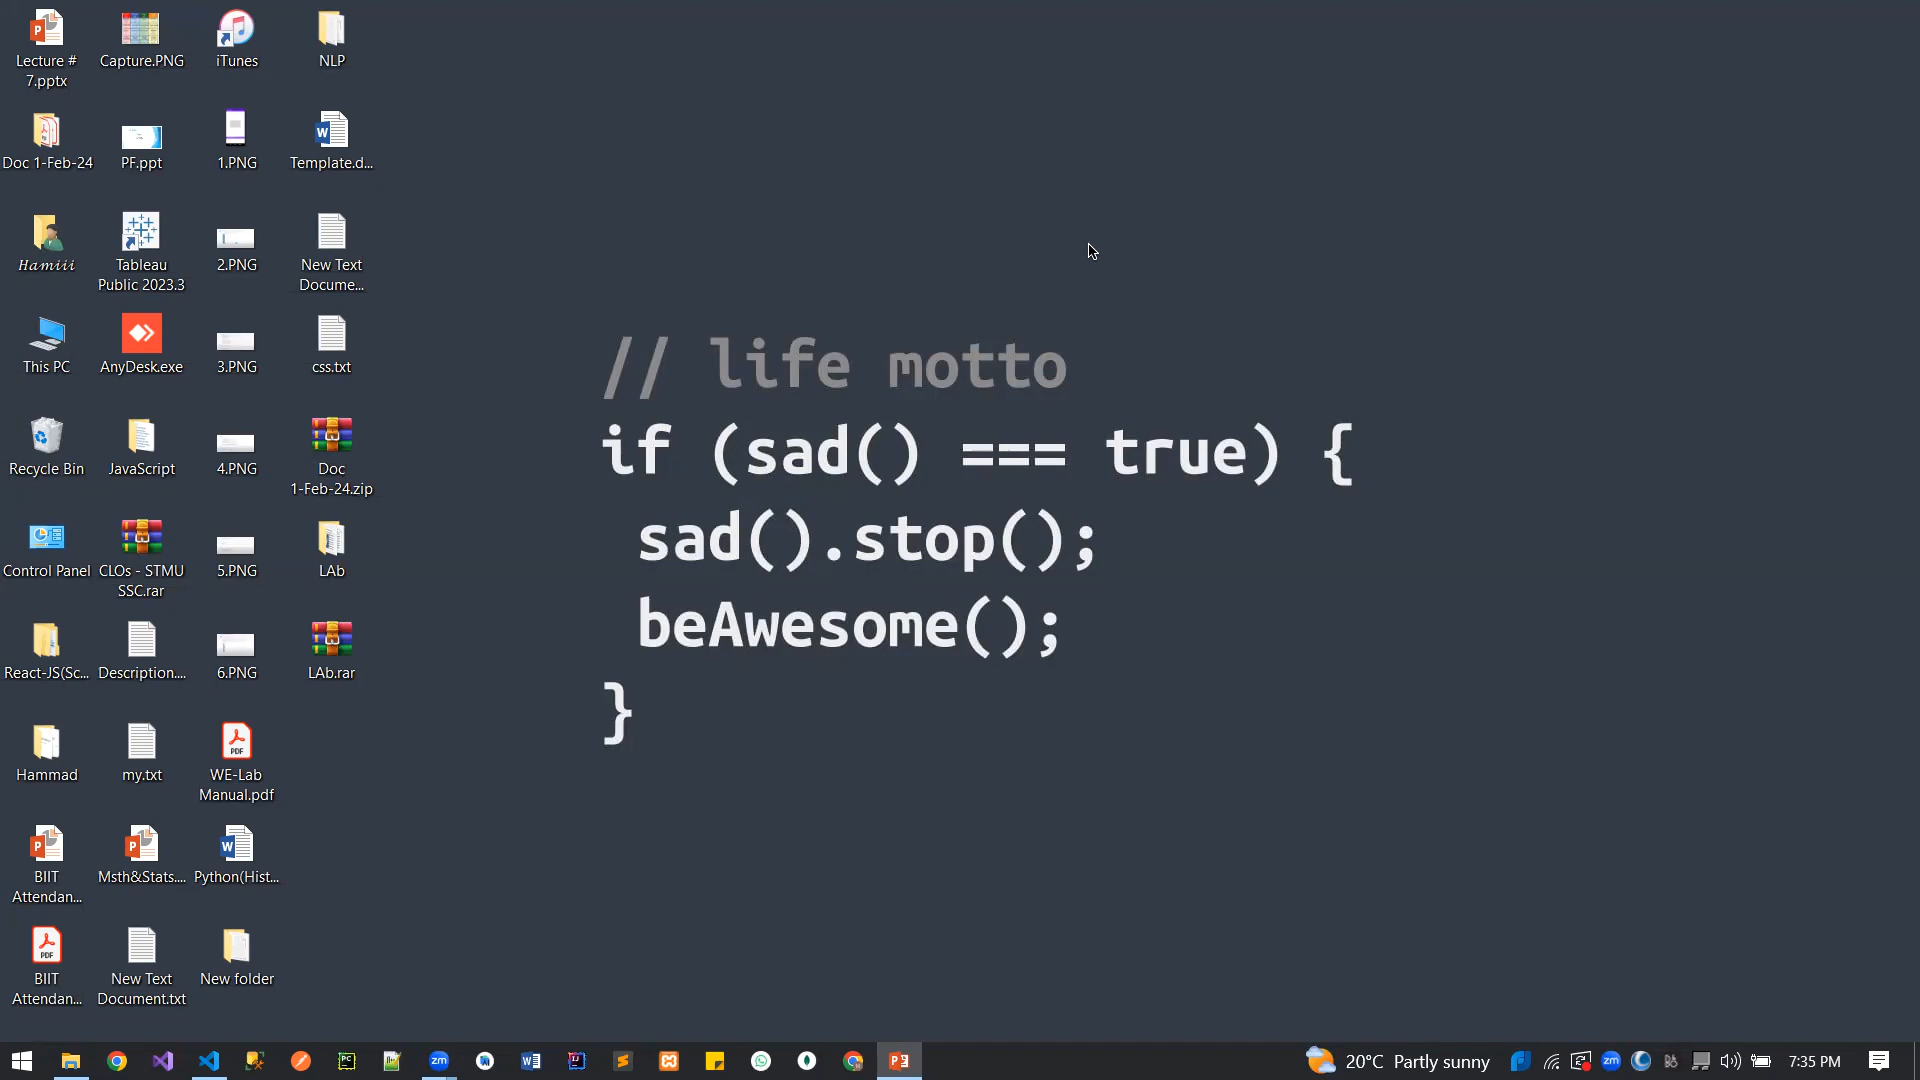 Lecture #
7.pptx
Capture.PNG
iTunes
NLP
Doc 1-Feb-24
PF.ppt
1.PNG
Template.d...
Hamiii
Tableau
Public 2023.3
2.PNG
New Text
Docume...
This PC
AnyDesk.exe
3.PNG
css.txt
Recycle Bin
JavaScript
4.PNG
Doc
1-Feb-24.zip
Control Panel
CLOs - STMU
SSC.rar
5.PNG
LAb
React-JS(Sc...
Description....
6.PNG
LAb.rar
Hammad
my.txt
WE-Lab
Manual.pdf
BIIT
Attendan...
Msth&Stats....
Python(Hist...
BIIT
Attendan...
New Text
Document.txt
New folder
// life motto
if (sad() === true) {
sad().stop();
beAwesome();
}
20°C Partly sunny
7:35 PM